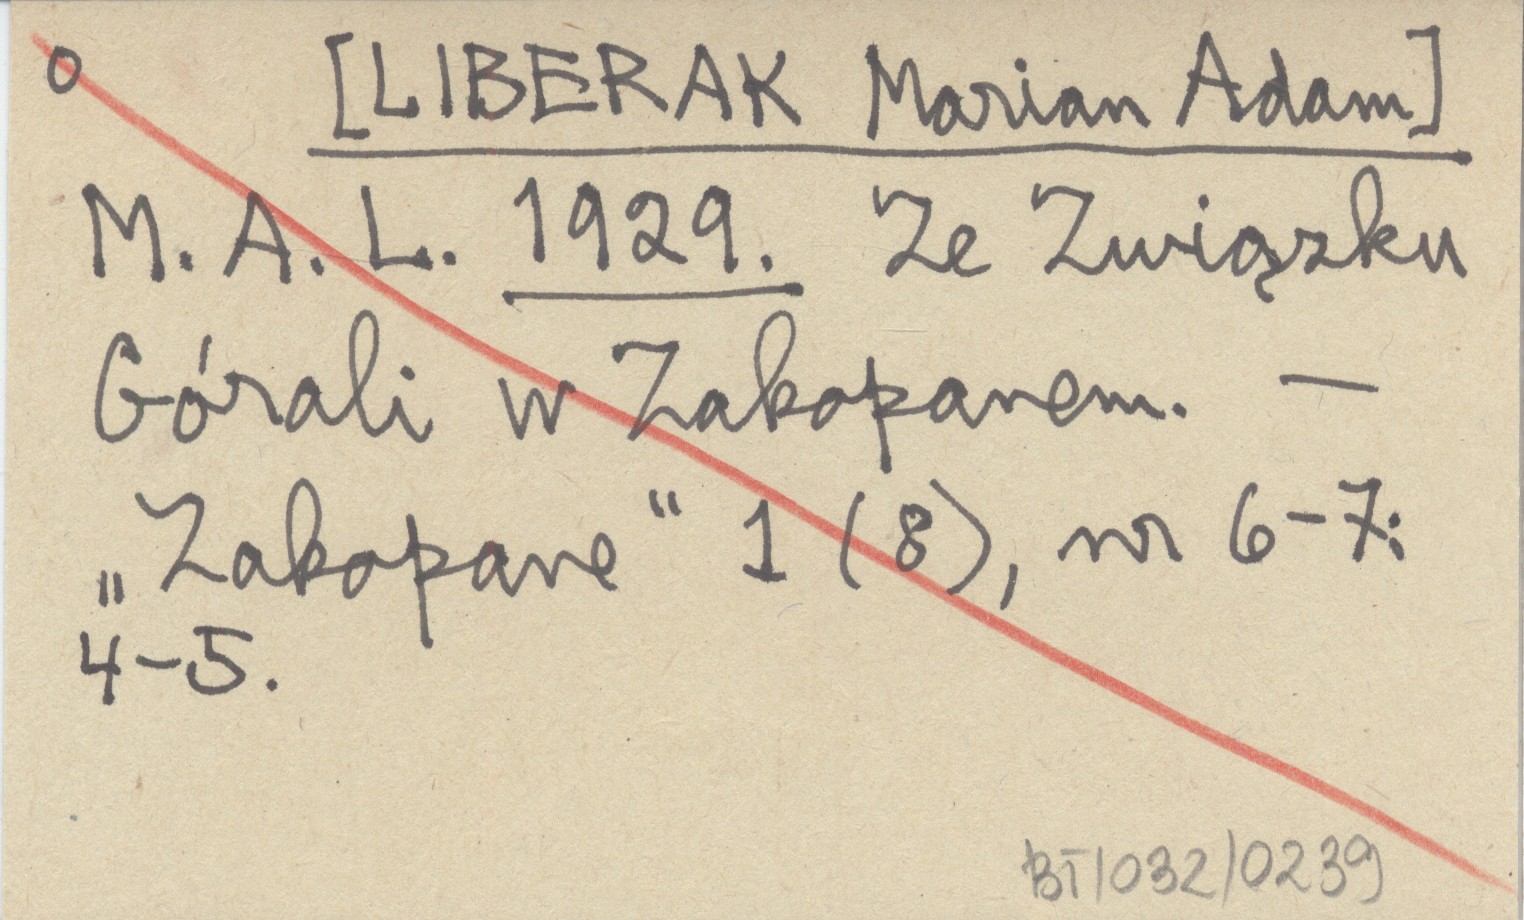 o [LIBERAK Marian Adam]
M. A. L. 1929. Ze Związku
Górali w Zakopanem. —
„Zakopane" 1 (8), nr 6-7:
4-5.
BT/032/0239